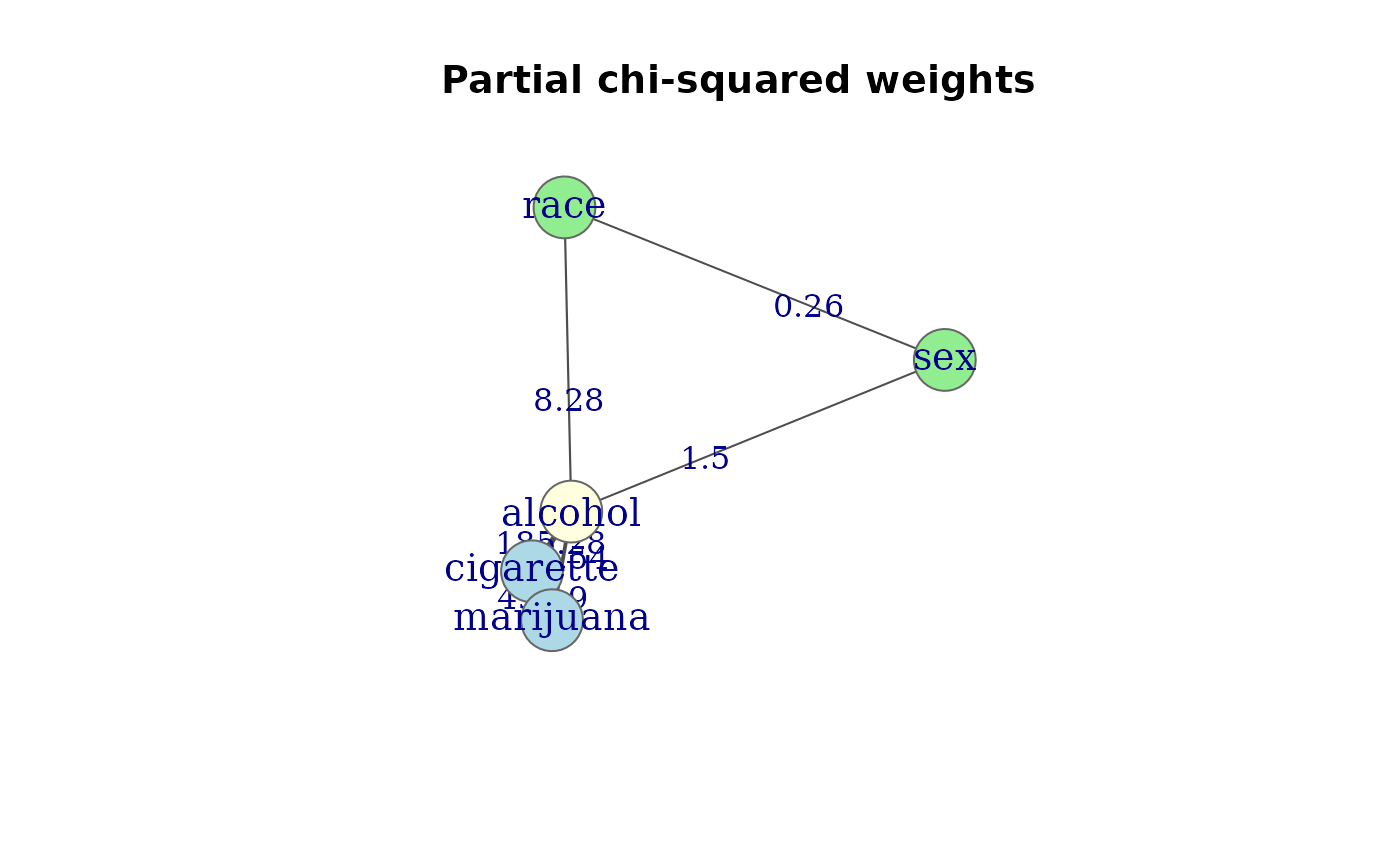 Partial chi-squared weights
race
0.26
sex
8.28
1.5
alcohol
cigarette
marijuana